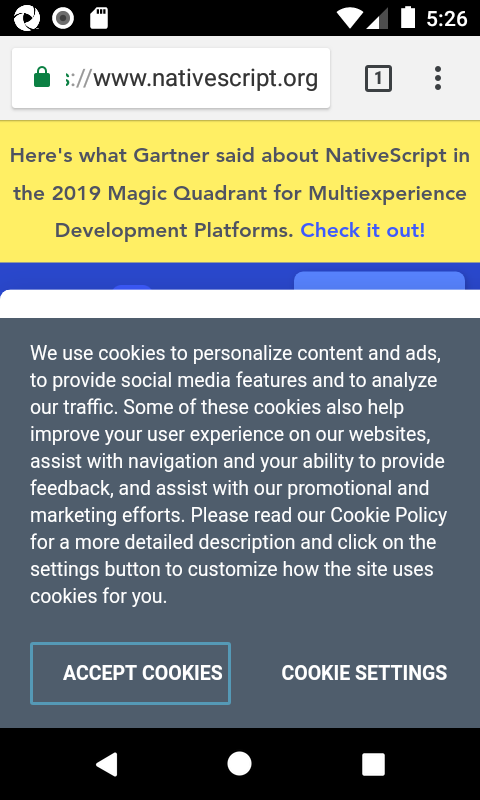 5:26
s://www.nativescript.org
1
Here's what Gartner said about NativeScript in
the 2019 Magic Quadrant for Multiexperience
Development Platforms. Check it out!
We use cookies to personalize content and ads,
to provide social media features and to analyze
our traffic. Some of these cookies also help
improve your user experience on our websites,
assist with navigation and your ability to provide
feedback, and assist with our promotional and
marketing efforts. Please read our Cookie Policy
for a more detailed description and click on the
settings button to customize how the site uses
cookies for you.
ACCEPT COOKIES COOKIE SETTINGS